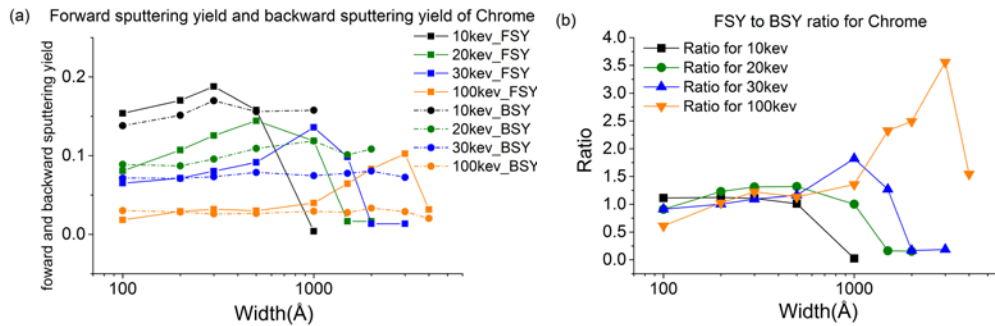 (a) Forward sputtering yield and backward sputtering yield of Chrome
foward and backward sputtering yield
0.2
0.1
0.0
100
1000
Width(Å)
10kev_FSY
20kev_FSY
30kev_FSY
100kev_FSY
10kev_BSY
20kev_BSY
30kev_BSY
100kev_BSY
(b) FSY to BSY ratio for Chrome
Ratio
4.0
3.5
3.0
2.5
2.0
1.5
1.0
0.5
0.0
100
1000
Width(Å)
Ratio for 10kev
Ratio for 20kev
Ratio for 30kev
Ratio for 100kev